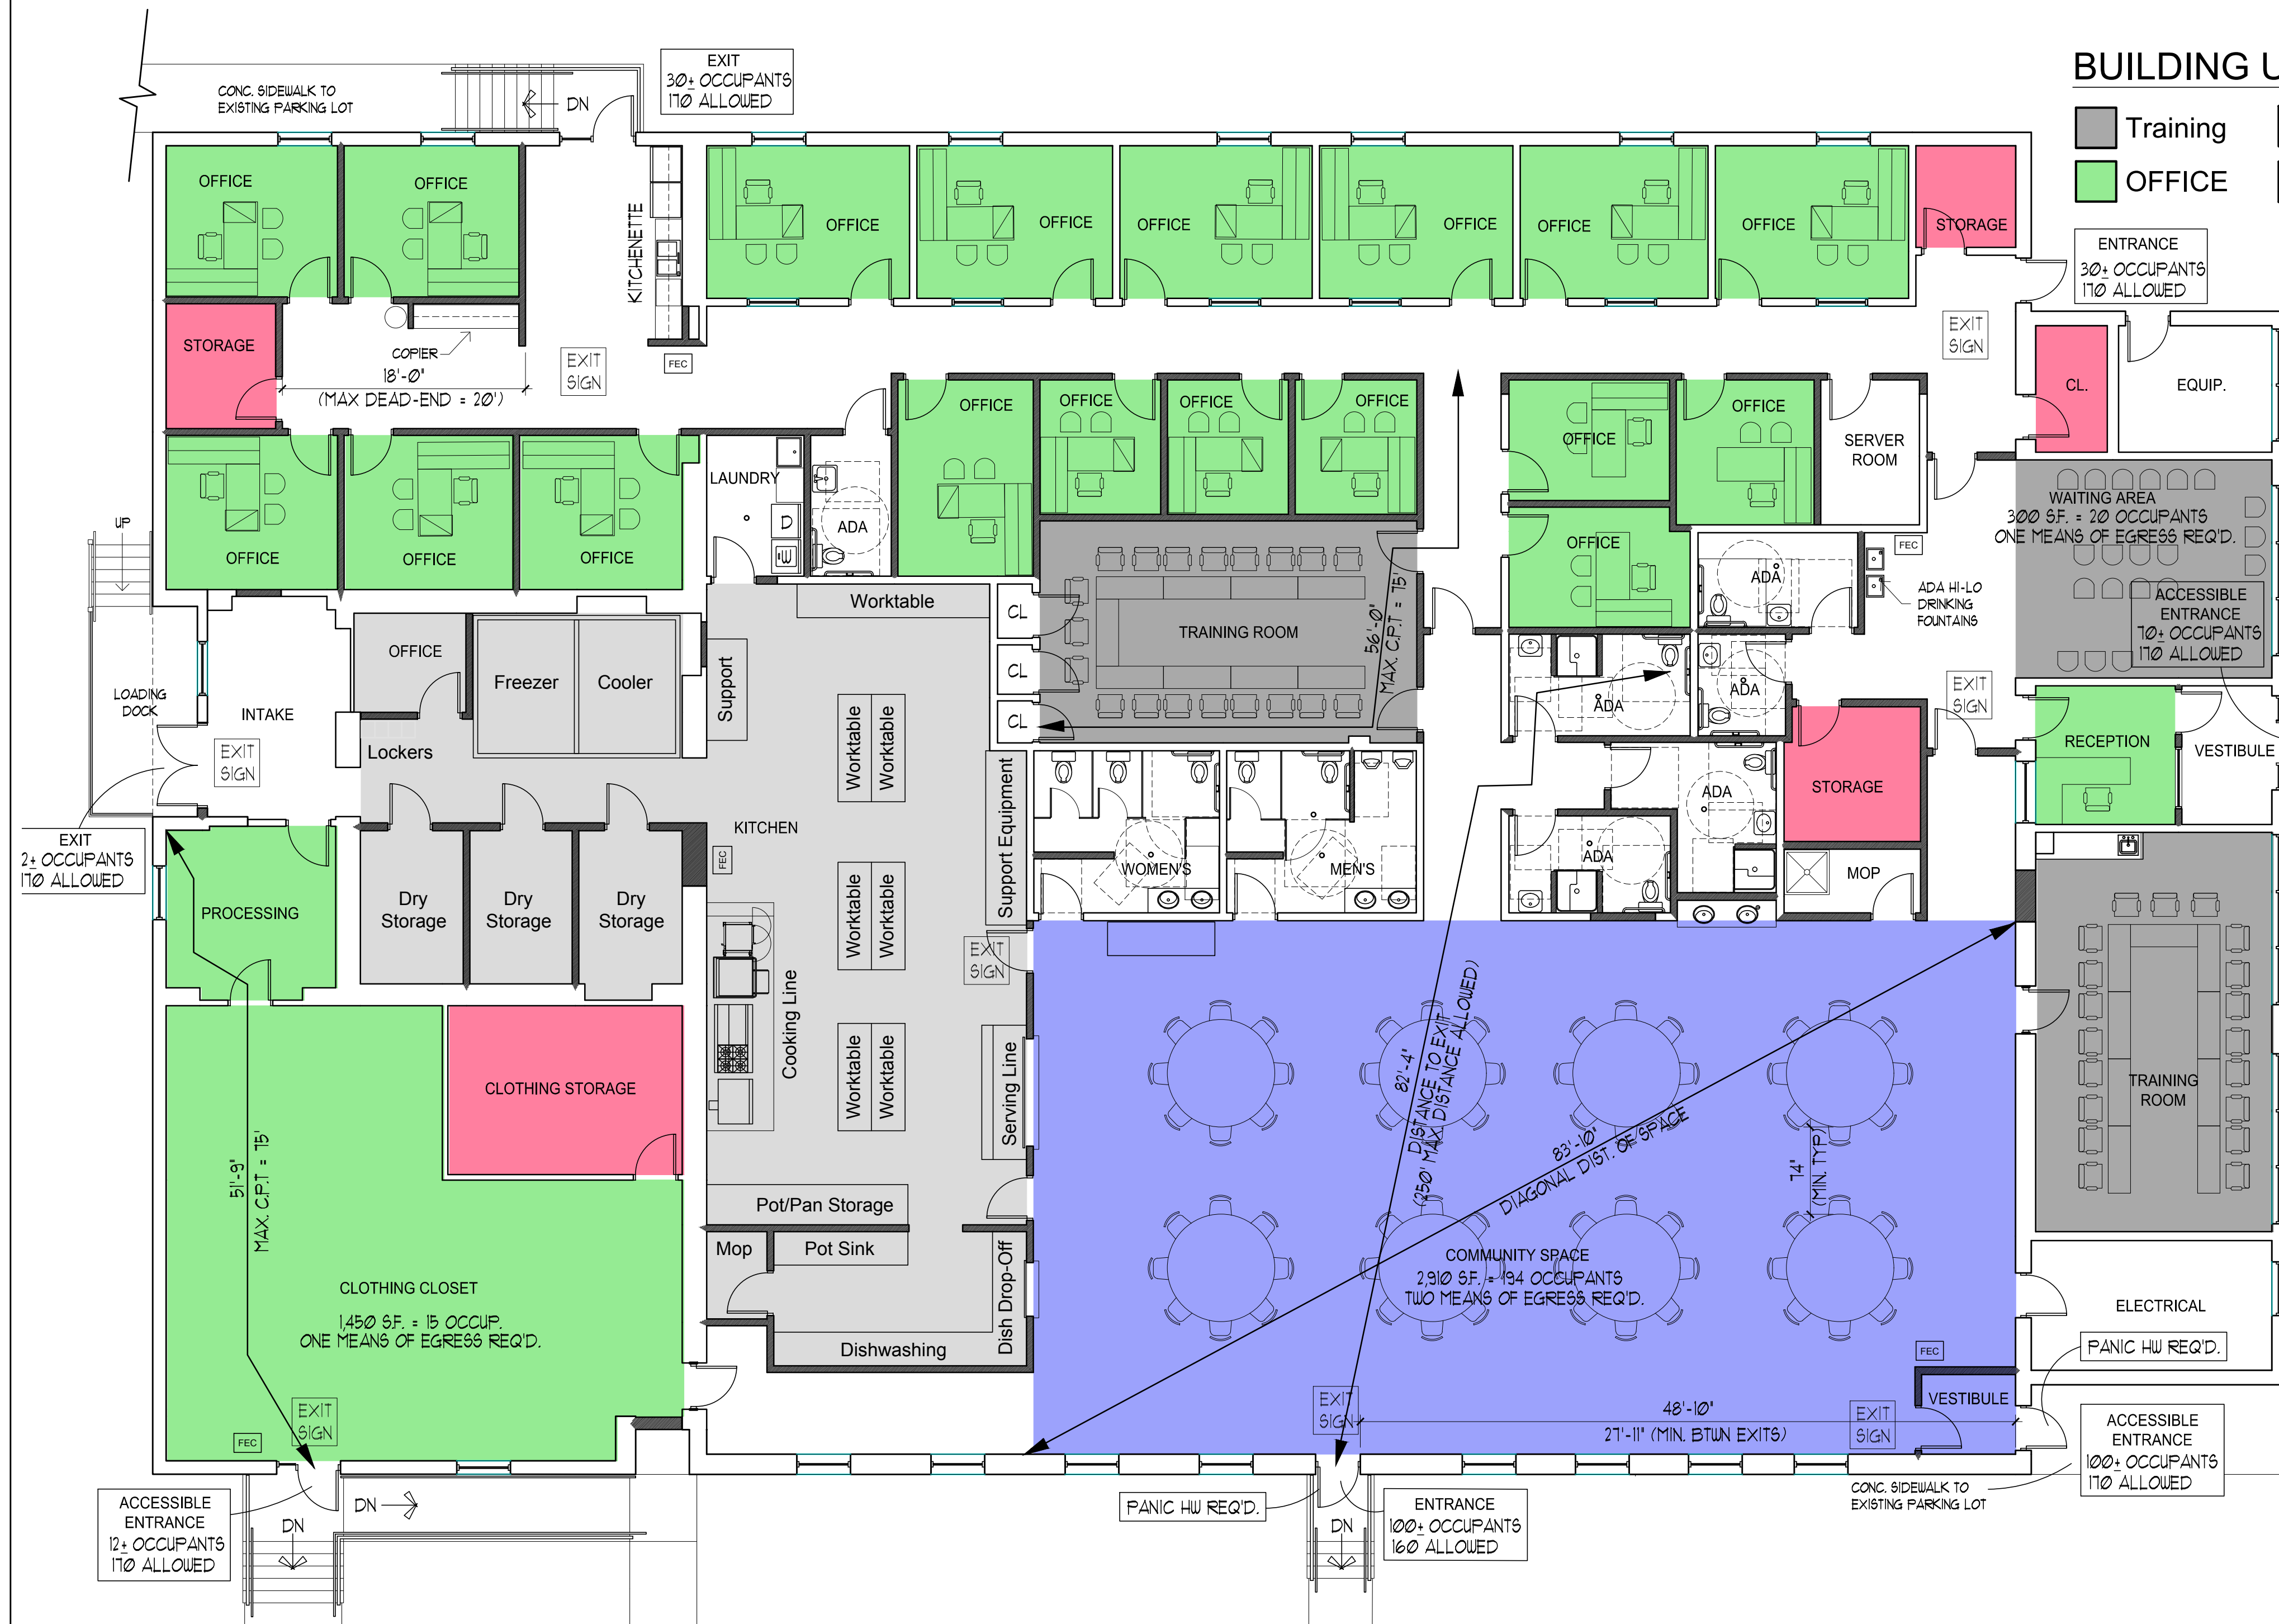 BUILDING U
Training
OFFICE
EXIT
30± OCCUPANTS
170 ALLOWED
CONC. SIDEWALK TO
EXISTING PARKING LOT
DN
OFFICE
OFFICE
KITCHENETTE
OFFICE
OFFICE
OFFICE
OFFICE
OFFICE
OFFICE
STORAGE
ENTRANCE
30± OCCUPANTS
170 ALLOWED
STORAGE
COPIER
18'-0"
(MAX DEAD-END = 20')
EXIT
SIGN
FEC
EXIT
SIGN
CL.
EQUIP.
OFFICE
OFFICE
OFFICE
OFFICE
OFFICE
OFFICE
SERVER
ROOM
OFFICE
OFFICE
OFFICE
LAUNDRY
D
W
ADA
WAITING AREA
300 S.F. = 20 OCCUPANTS
ONE MEANS OF EGRESS REQ'D.
OFFICE
FEC
ADA
ADA HI-LO
DRINKING
FOUNTAINS
ACCESSIBLE
ENTRANCE
70± OCCUPANTS
170 ALLOWED
UP
LOADING
DOCK
INTAKE
EXIT
SIGN
OFFICE
Freezer
Cooler
Lockers
Worktable
Support
CL
CL
CL
TRAINING ROOM
56'-0"
MAX. C.P.T = 75'
ADA
ADA
EXIT
SIGN
RECEPTION
VESTIBULE
STORAGE
ADA
ADA
MOP
Worktable
Worktable
Support Equipment
KITCHEN
FEC
WOMEN'S
MEN'S
EXIT
2± OCCUPANTS
170 ALLOWED
PROCESSING
Dry
Storage
Dry
Storage
Dry
Storage
Worktable
Worktable
EXIT
SIGN
Cooking Line
Worktable
Worktable
Serving Line
CLOTHING STORAGE
51'-9"
MAX. C.P.T = 75'
82'-4"
DISTANCE TO EXIT
(250' MAX. DISTANCE ALLOWED)
83'-10"
DIAGONAL DIST. OF SPACE
74"
(MIN. TYP)
TRAINING
ROOM
Pot/Pan Storage
Mop
Pot Sink
Dish Drop-Off
Dishwashing
COMMUNITY SPACE
2,910 S.F. = 194 OCCUPANTS
TWO MEANS OF EGRESS REQ'D.
CLOTHING CLOSET
1,450 S.F. = 15 OCCUP.
ONE MEANS OF EGRESS REQ'D.
ELECTRICAL
PANIC HW REQ'D.
FEC
VESTIBULE
EXIT
SIGN
FEC
EXIT
SIGN
48'-10"
27'-11" (MIN. BTWN EXITS)
EXIT
SIGN
ACCESSIBLE
ENTRANCE
100± OCCUPANTS
170 ALLOWED
CONC. SIDEWALK TO
EXISTING PARKING LOT
ACCESSIBLE
ENTRANCE
12± OCCUPANTS
170 ALLOWED
DN
DN
PANIC HW REQ'D.
DN
ENTRANCE
100± OCCUPANTS
160 ALLOWED